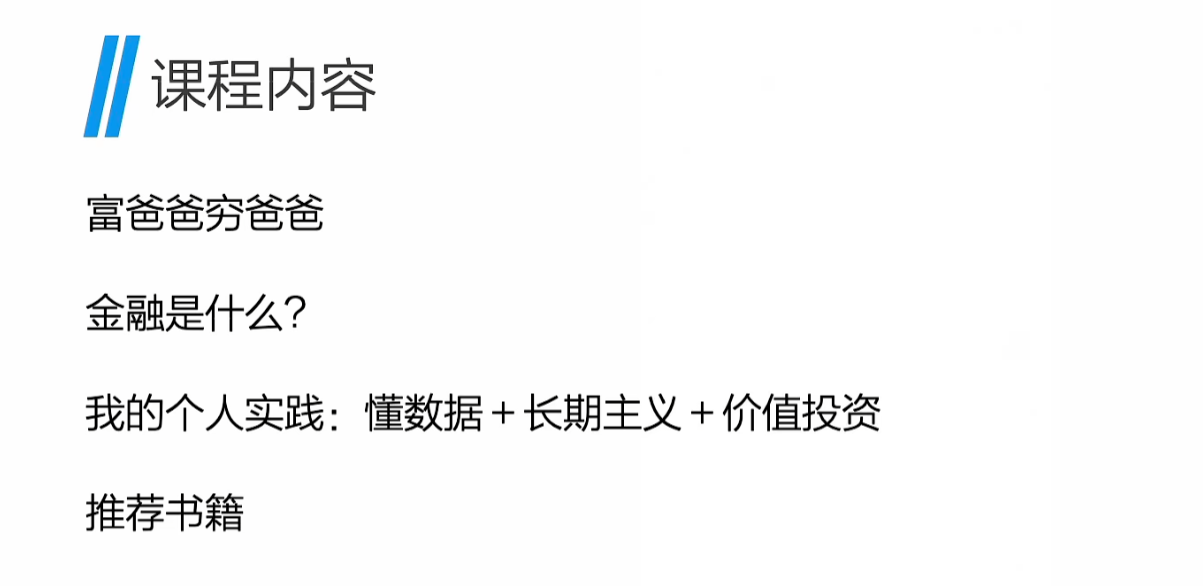 课程内容
富爸爸穷爸爸
金融是什么？
我的个人实践：懂数据＋长期主义＋价值投资
推荐书籍